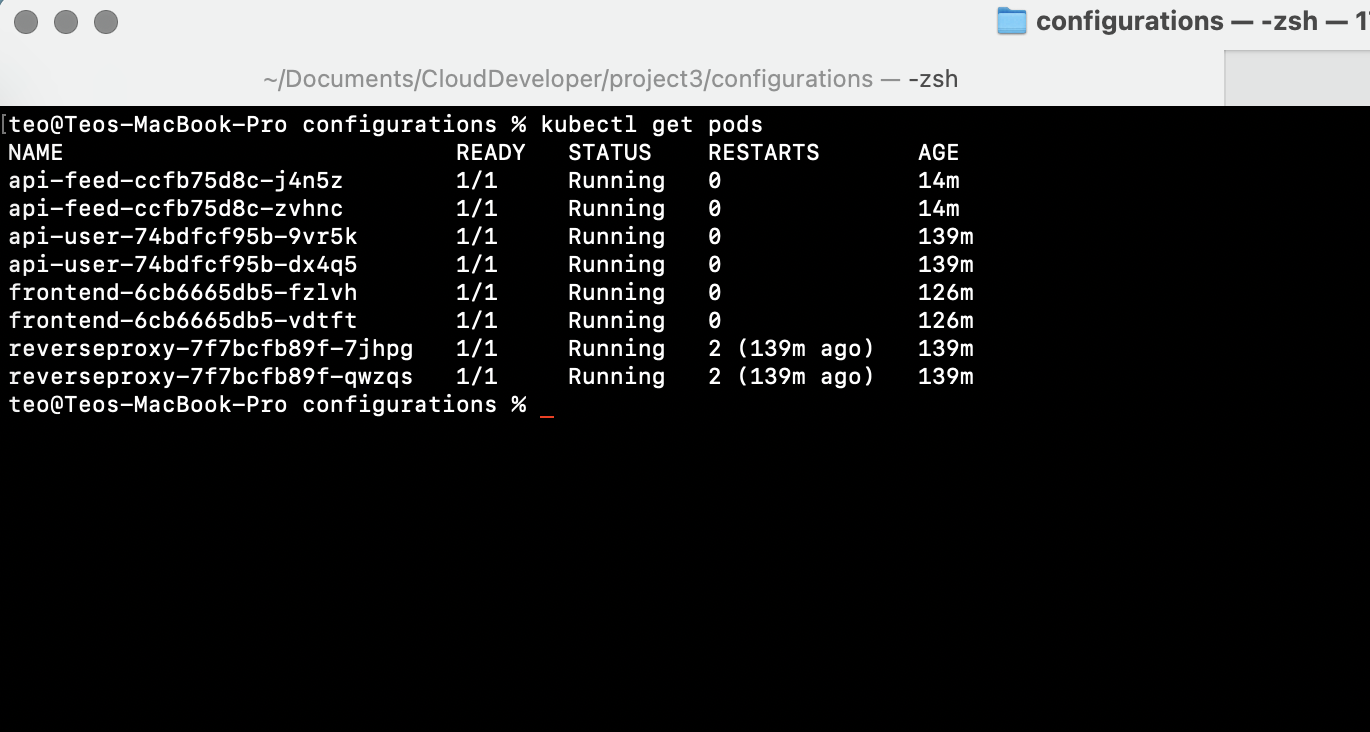 configurations — -zsh — 1
~/Documents/CloudDeveloper/project3/configurations — -zsh
[teo@Teos-MacBook-Pro configurations % kubectl get pods
NAME READY STATUS RESTARTS AGE
api-feed-ccfb75d8c-j4n5z 1/1 Running 0 14m
api-feed-ccfb75d8c-zvhnc 1/1 Running 0 14m
api-user-74bdfcf95b-9vr5k 1/1 Running 0 139m
api-user-74bdfcf95b-dx4q5 1/1 Running 0 139m
frontend-6cb6665db5-fzlvh 1/1 Running 0 126m
frontend-6cb6665db5-vdtft 1/1 Running 0 126m
reverseproxy-7f7bcfb89f-7jhpg 1/1 Running 2 (139m ago) 139m
reverseproxy-7f7bcfb89f-qwzqs 1/1 Running 2 (139m ago) 139m
teo@Teos-MacBook-Pro configurations % _